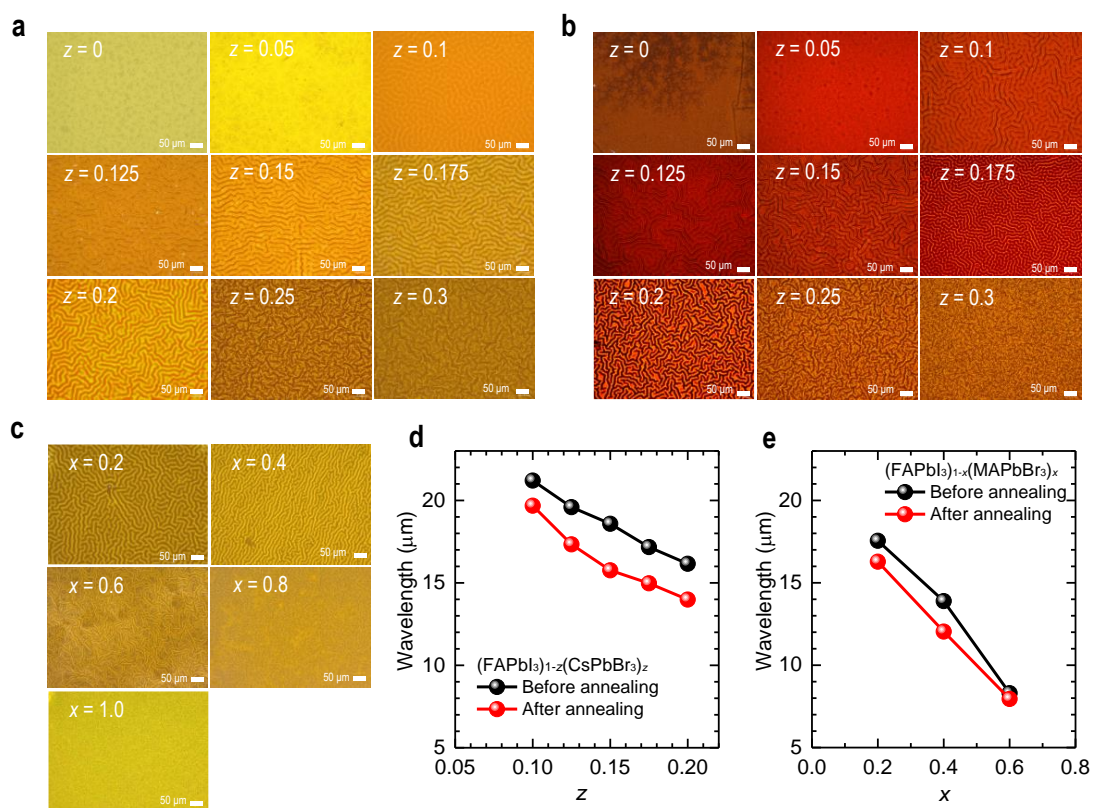 a
z = 0
z = 0.05
z = 0.1
50 µm
50 µm
50 µm
z = 0.125
z = 0.15
z = 0.175
50 µm
50 µm
50 µm
z = 0.2
z = 0.25
z = 0.3
50 µm
50 µm
50 µm
b
z = 0
z = 0.05
z = 0.1
50 µm
50 µm
50 µm
z = 0.125
z = 0.15
z = 0.175
50 µm
50 µm
50 µm
z = 0.2
z = 0.25
z = 0.3
50 µm
50 µm
50 µm
c
x = 0.2
x = 0.4
50 µm
50 µm
x = 0.6
x = 0.8
50 µm
50 µm
x = 1.0
50 µm
d
Wavelength (µm)
20
15
10
5
(FAPbI₃)₁₋z(CsPbBr₃)z
Before annealing
After annealing
0.05
0.10
0.15
0.20
z
e
Wavelength (µm)
20
15
10
5
(FAPbI₃)₁₋ₓ(MAPbBr₃)ₓ
Before annealing
After annealing
0.0
0.2
0.4
0.6
0.8
x